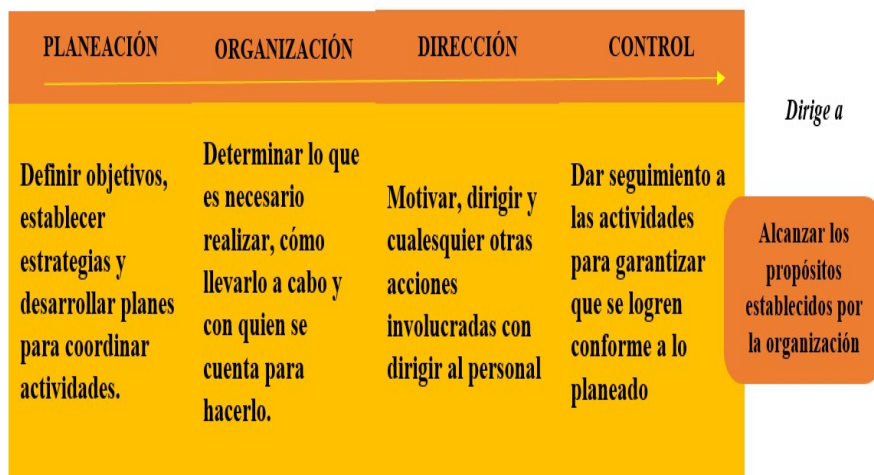 PLANEACIÓN
ORGANIZACIÓN
DIRECCIÓN
CONTROL
Definir objetivos,
establecer
estrategias y
desarrollar planes
para coordinar
actividades.
Determinar lo que
es necesario
realizar, cómo
llevarlo a cabo y
con quien se
cuenta para
hacerlo.
Motivar, dirigir y
cualesquier otras
acciones
involucradas con
dirigir al personal
Dar seguimiento a
las actividades
para garantizar
que se logren
conforme a lo
planeado
Dirige a
Alcanzar los
propósitos
establecidos por
la organización